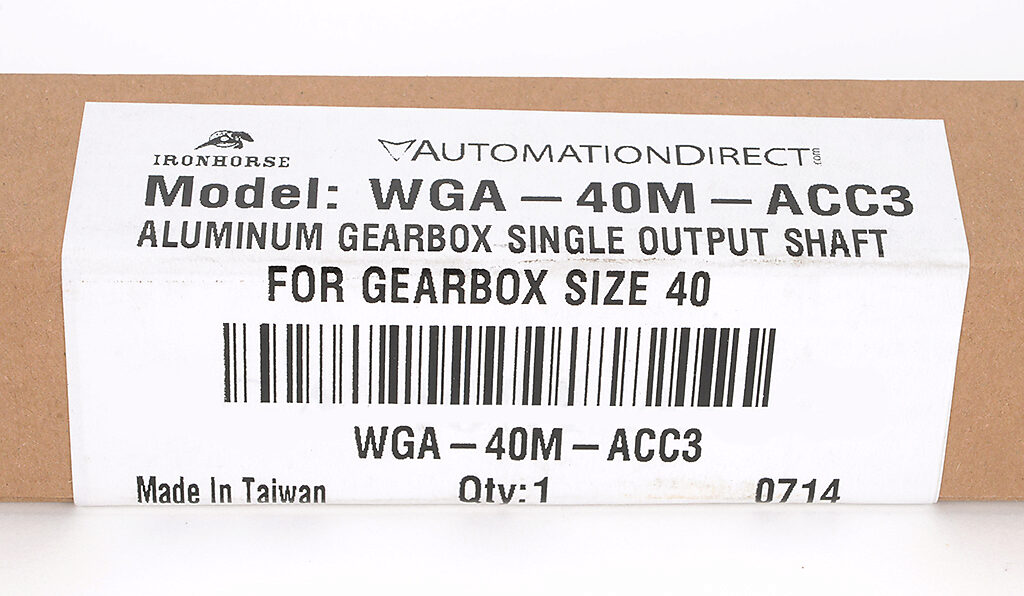 IRONHORSE
AUTOMATIONDIRECT.com
Model: WGA – 40M – ACC3
ALUMINUM GEARBOX SINGLE OUTPUT SHAFT
FOR GEARBOX SIZE 40
WGA – 40M – ACC3
Made In Taiwan Qty: 1 0714